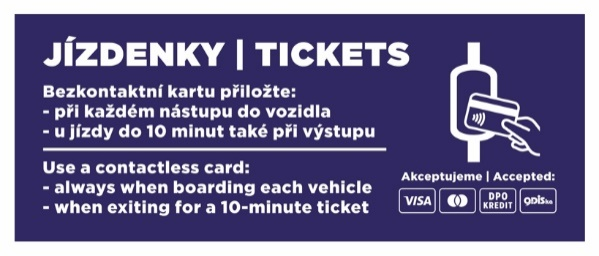 JÍZDENKY | TICKETS
Bezkontaktní kartu přiložte:
- při každém nástupu do vozidla
- u jízdy do 10 minut také při výstupu
Use a contactless card:
- always when boarding each vehicle
- when exiting for a 10-minute ticket
Akceptujeme | Accepted:
VISA
DPO KREDIT
ODISka